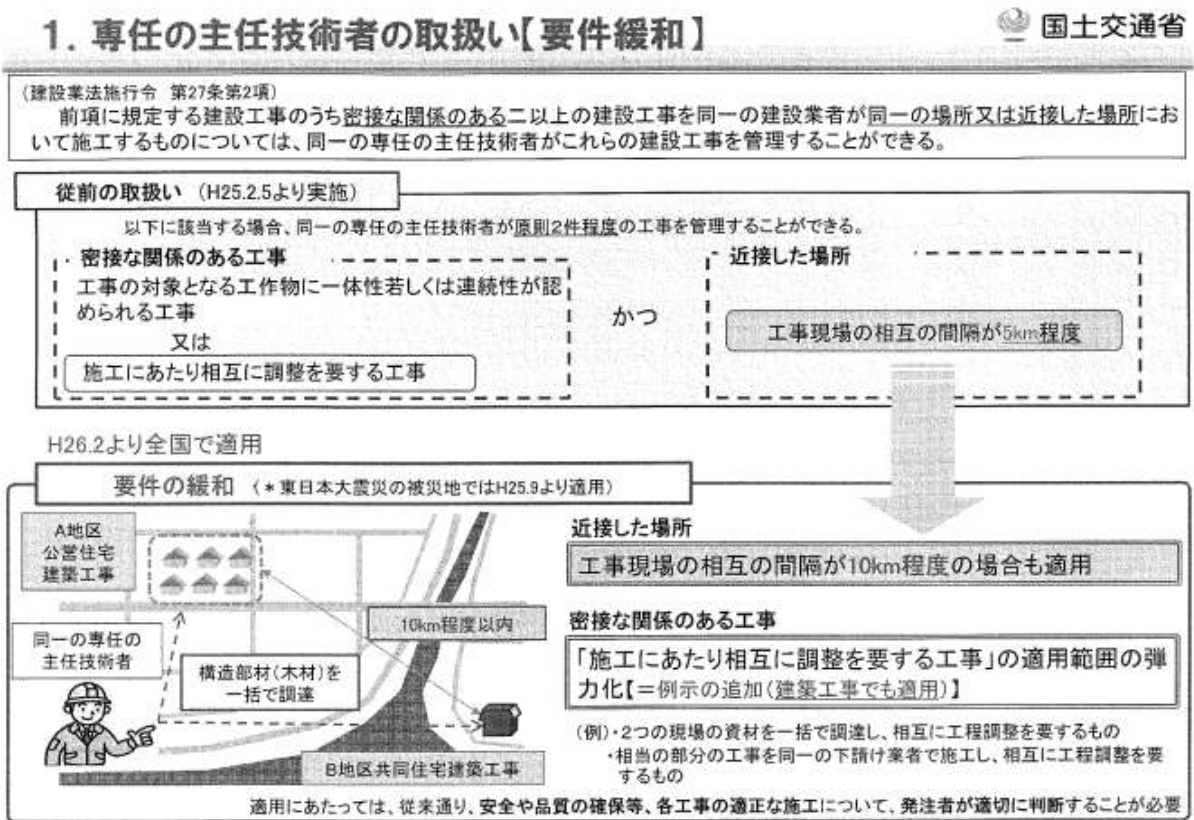 1. 専任の主任技術者の取扱い【要件緩和】
国土交通省
(建設業法施行令 第27条第2項)
前項に規定する建設工事のうち密接な関係のある二以上の建設工事を同一の建設業者が同一の場所又は近接した場所にお
いて施工するものについては、同一の専任の主任技術者がこれらの建設工事を管理することができる。
従前の取扱い (H25.2.5より実施)
以下に該当する場合、同一の専任の主任技術者が原則2件程度の工事を管理することができる。
密接な関係のある工事
工事の対象となる工作物に一体性若しくは連続性が認
められる工事
又は
施工にあたり相互に調整を要する工事
かつ
近接した場所
工事現場の相互の間隔が5km程度
H26.2より全国で適用
要件の緩和 (*東日本大震災の被災地ではH25.9より適用)
A地区
公営住宅
建築工事
同一の専任の
主任技術者
構造部材(木材)を
一括で調達
10km程度以内
B地区共同住宅建築工事
近接した場所
工事現場の相互の間隔が10km程度の場合も適用
密接な関係のある工事
「施工にあたり相互に調整を要する工事」の適用範囲の弾
力化【=例示の追加(建築工事でも適用)】
(例)・2つの現場の資材を一括で調達し、相互に工程調整を要するもの
・相当の部分の工事を同一の下請け業者で施工し、相互に工程調整を要
するもの
適用にあたっては、従来通り、安全や品質の確保等、各工事の適正な施工について、発注者が適切に判断することが必要